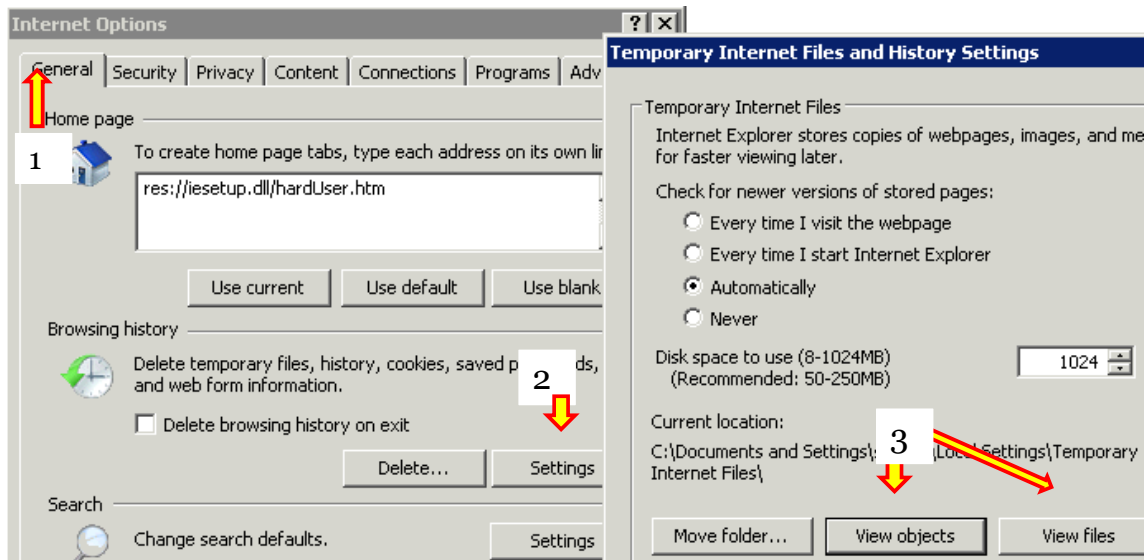 Internet Options
General Security Privacy Content Connections Programs Adv
1
Home page
To create home page tabs, type each address on its own lin
res://iesetup.dll/hardUser.htm
Use current Use default Use blank
Browsing history
Delete temporary files, history, cookies, saved
and web form information.
2
Delete browsing history on exit
Delete... Settings
Search
Change search defaults. Settings
Temporary Internet Files and History Settings
Temporary Internet Files
Internet Explorer stores copies of webpages, images, and me
for faster viewing later.
Check for newer versions of stored pages:
Every time I visit the webpage
Every time I start Internet Explorer
Automatically
Never
Disk space to use (8-1024MB) 1024
(Recommended: 50-250MB)
Current location:
3
C:\Documents and Settings\ Settings\Temporary
Internet Files\
Move folder... View objects View files